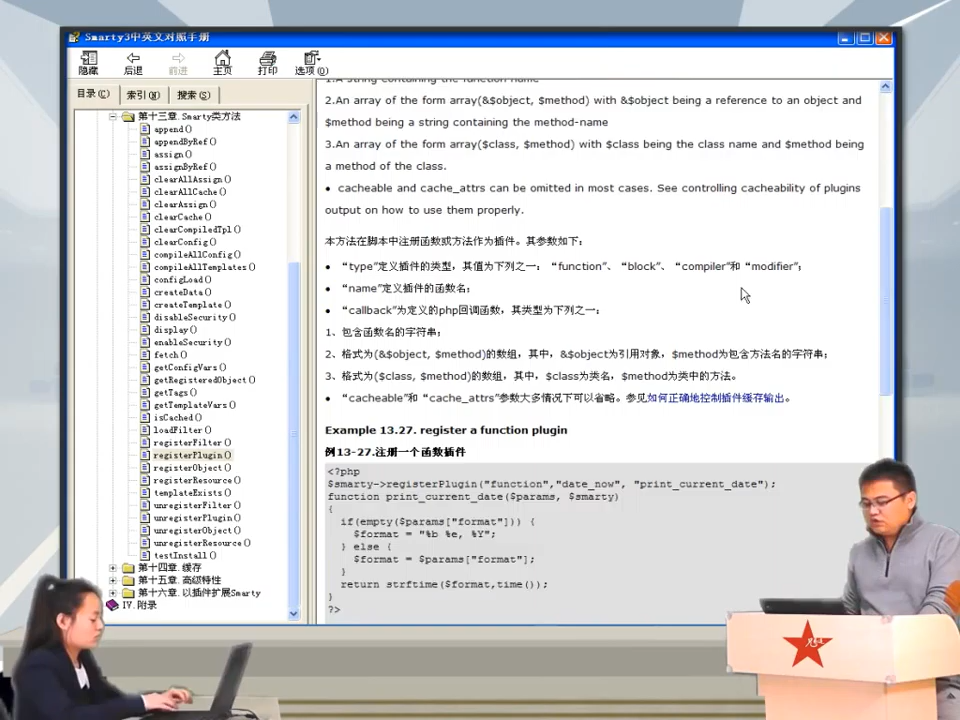 Smarty3中英文对照手册
隐藏
后退
前进
主页
打印
选项(O)
目录(C)
索引(N)
搜索(S)
第十三章. Smarty类方法
append()
appendByRef()
assign()
assignByRef()
clearAllAssign()
clearAllCache()
clearAssign()
clearCache()
clearCompiledTpl()
clearConfig()
compileAllConfig()
compileAllTemplates()
configLoad()
createData()
createTemplate()
disableSecurity()
display()
enableSecurity()
fetch()
getConfigVars()
getRegisteredObject()
getTags()
getTemplateVars()
isCached()
loadFilter()
registerFilter()
registerPlugin()
registerObject()
registerResource()
templateExists()
unregisterFilter()
unregisterPlugin()
unregisterObject()
unregisterResource()
testInstall()
第十四章. 缓存
第十五章. 高级特性
第十六章. 以插件扩展Smarty
IV. 附录
1.A string containing the function name
2.An array of the form array(&$object, $method) with &$object being a reference to an object and
$method being a string containing the method-name
3.An array of the form array($class, $method) with $class being the class name and $method being
a method of the class.
• cacheable and cache_attrs can be omitted in most cases. See controlling cacheability of plugins
output on how to use them properly.
本方法在脚本中注册函数或方法作为插件。其参数如下：
• “type”定义插件的类型，其值为下列之一：“function”、“block”、“compiler”和“modifier”；
• “name”定义插件的函数名；
• “callback”为定义的php回调函数，其类型为下列之一：
1、包含函数名的字符串；
2、格式为(&$object, $method)的数组，其中，&$object为引用对象，$method为包含方法名的字符串；
3、格式为($class, $method)的数组，其中，$class为类名，$method为类中的方法。
• “cacheable”和“cache_attrs”参数大多情况下可以省略。参见如何正确地控制插件缓存输出。
Example 13.27. register a function plugin
例13-27.注册一个函数插件
<?php
$smarty->registerPlugin("function","date_now", "print_current_date");
function print_current_date($params, $smarty)
{
if(empty($params["format"])) {
$format = "%b %e, %Y";
} else {
$format = $params["format"];
}
return strftime($format,time());
}
?>